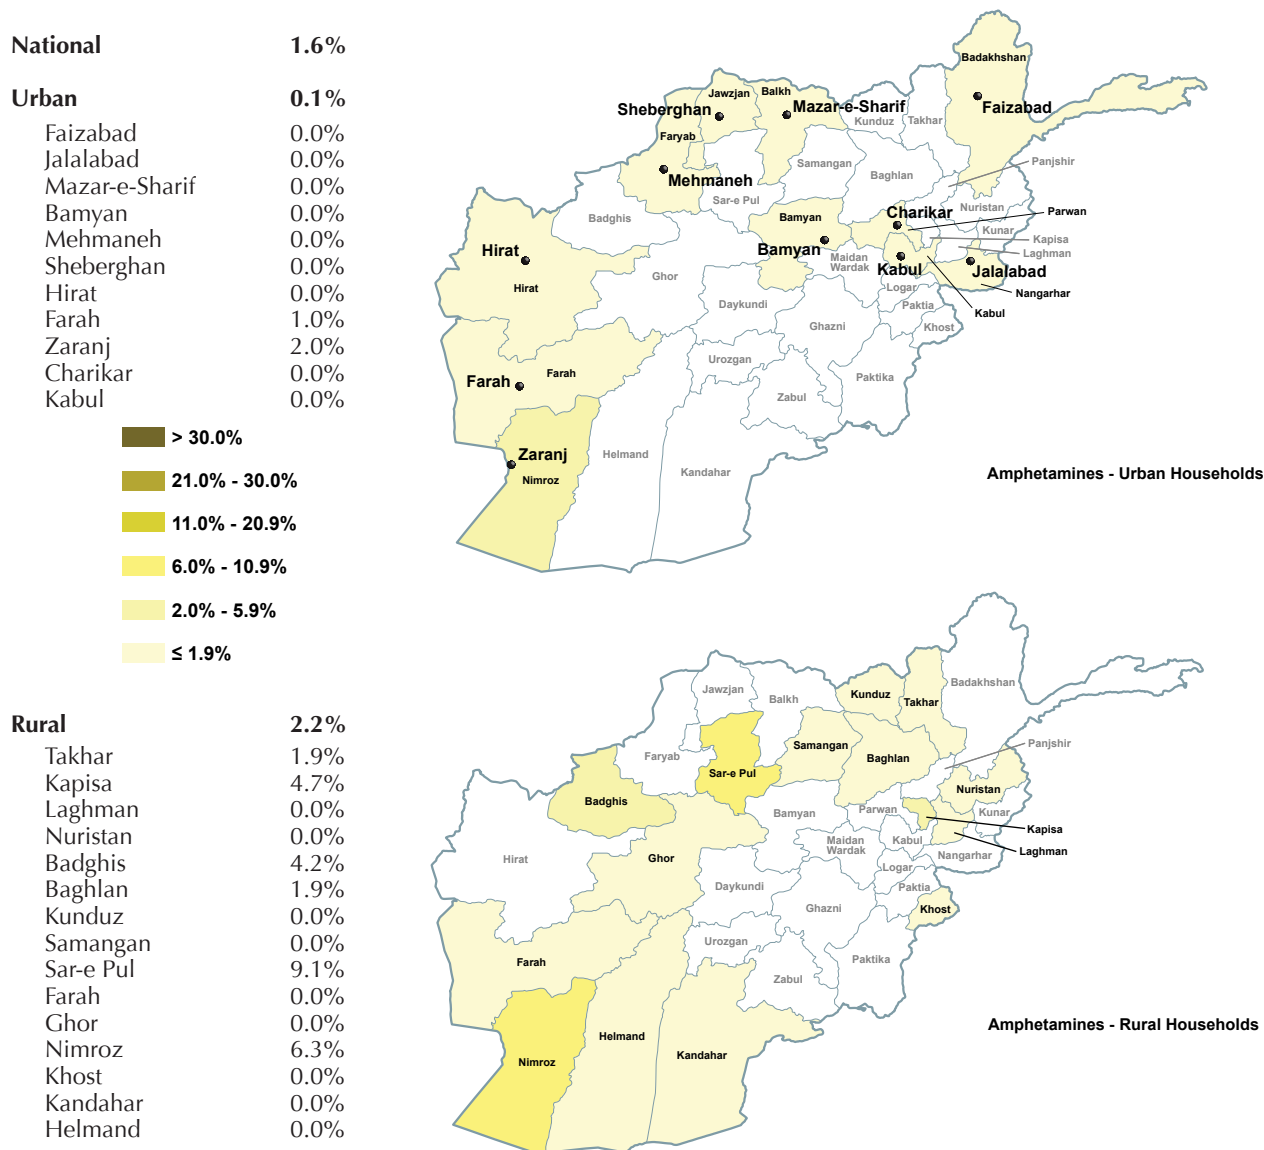 National 1.6%
Urban 0.1%
Faizabad 0.0%
Jalalabad 0.0%
Mazar-e-Sharif 0.0%
Bamyan 0.0%
Mehmaneh 0.0%
Sheberghan 0.0%
Hirat 0.0%
Farah 1.0%
Zaranj 2.0%
Charikar 0.0%
Kabul 0.0%
> 30.0%
21.0% - 30.0%
11.0% - 20.9%
6.0% - 10.9%
2.0% - 5.9%
≤ 1.9%
Badakhshan
Faizabad
Jawzjan
Balkh
Sheberghan
Mazar-e-Sharif
Kunduz
Takhar
Faryab
Mehmaneh
Samangan
Baghlan
Panjshir
Sar-e Pul
Badghis
Bamyan
Charikar
Nuristan
Parwan
Kunar
Kapisa
Laghman
Hirat
Bamyan
Maidan
Wardak
Kabul
Jalalabad
Hirat
Ghor
Logar
Nangarhar
Daykundi
Paktia
Kabul
Ghazni
Khost
Urozgan
Farah
Farah
Paktika
Zabul
Zaranj
Helmand
Nimroz
Kandahar
Amphetamines - Urban Households
Rural 2.2%
Takhar 1.9%
Kapisa 4.7%
Laghman 0.0%
Nuristan 0.0%
Badghis 4.2%
Baghlan 1.9%
Kunduz 0.0%
Samangan 0.0%
Sar-e Pul 9.1%
Farah 0.0%
Ghor 0.0%
Nimroz 6.3%
Khost 0.0%
Kandahar 0.0%
Helmand 0.0%
Badakhshan
Jawzjan
Balkh
Kunduz
Takhar
Faryab
Samangan
Baghlan
Panjshir
Sar-e Pul
Nuristan
Badghis
Bamyan
Parwan
Kunar
Kapisa
Maidan
Wardak
Kabul
Laghman
Hirat
Ghor
Nangarhar
Logar
Daykundi
Paktia
Ghazni
Khost
Urozgan
Farah
Paktika
Zabul
Helmand
Nimroz
Kandahar
Amphetamines - Rural Households